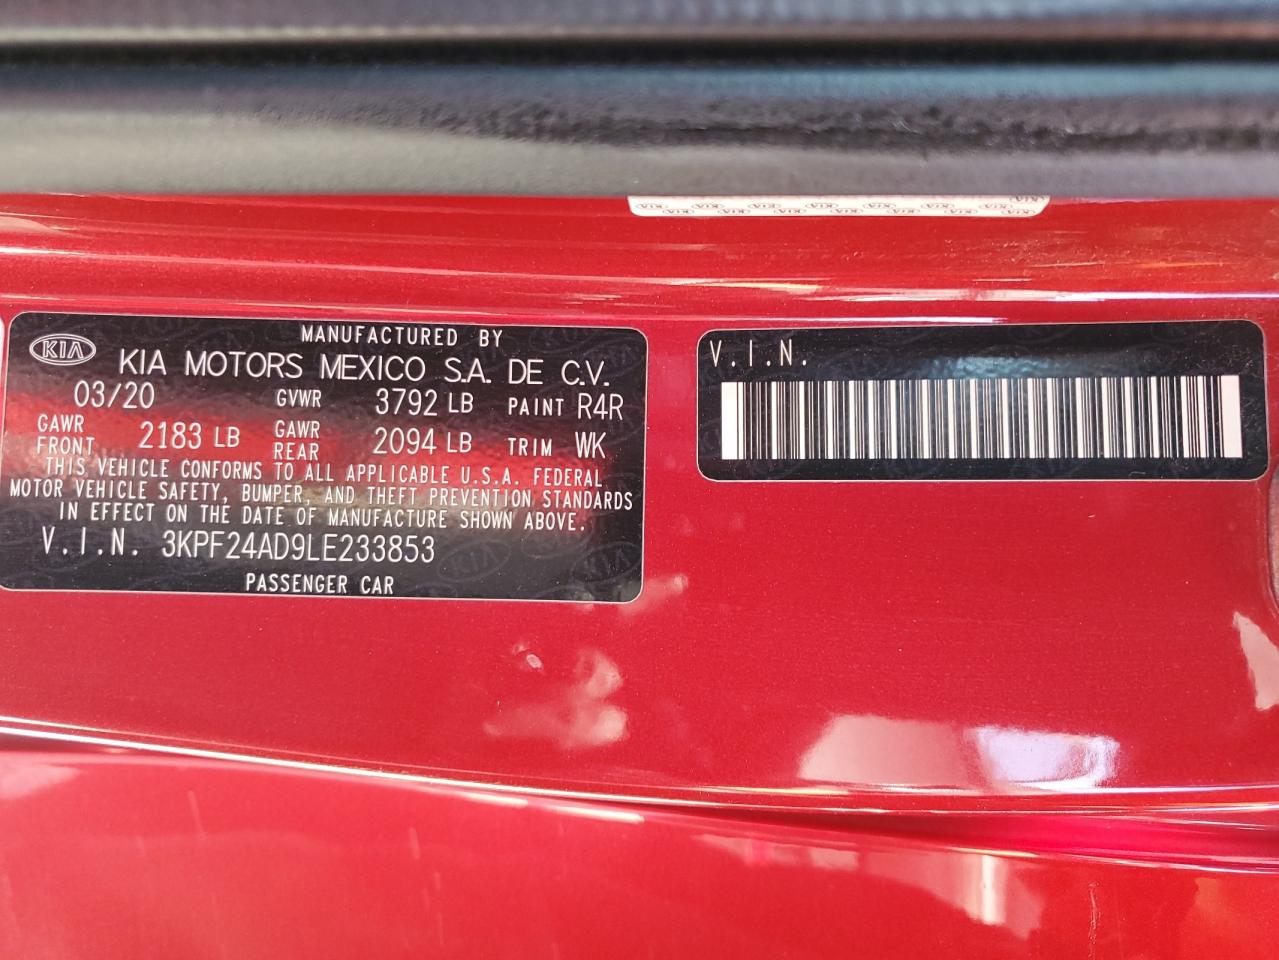 MANUFACTURED BY
KIA
KIA MOTORS MEXICO S.A. DE C.V.
03/20 GVWR 3792 LB PAINT R4R
GAWR FRONT 2183 LB GAWR REAR 2094 LB TRIM WK
THIS VEHICLE CONFORMS TO ALL APPLICABLE U.S.A. FEDERAL
MOTOR VEHICLE SAFETY, BUMPER, AND THEFT PREVENTION STANDARDS
IN EFFECT ON THE DATE OF MANUFACTURE SHOWN ABOVE.
V.I.N. 3KPF24AD9LE233853
PASSENGER CAR
V.I.N.